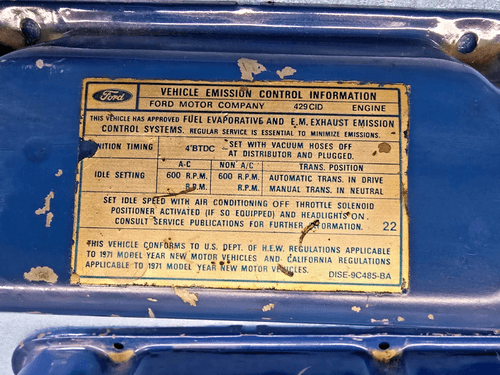 Ford
VEHICLE EMISSION CONTROL INFORMATION
FORD MOTOR COMPANY 429CID ENGINE
THIS VEHICLE HAS APPROVED FUEL EVAPORATIVE AND E.M. EXHAUST EMISSION
CONTROL SYSTEMS. REGULAR SERVICE IS ESSENTIAL TO MINIMIZE EMISSIONS.
IGNITION TIMING 4°BTDC SET WITH VACUUM HOSES OFF
AT DISTRIBUTOR AND PLUGGED.
A-C NON A/C TRANS. POSITION
IDLE SETTING 600 R.P.M. 600 R.P.M. AUTOMATIC TRANS. IN DRIVE
R.P.M. R.P.M. MANUAL TRANS. IN NEUTRAL
SET IDLE SPEED WITH AIR CONDITIONING OFF THROTTLE SOLENOID
POSITIONER ACTIVATED (IF SO EQUIPPED) AND HEADLIGHTS ON.
CONSULT SERVICE PUBLICATIONS FOR FURTHER INFORMATION. 22
THIS VEHICLE CONFORMS TO U.S. DEPT. OF H.E.W. REGULATIONS APPLICABLE
TO 1971 MODEL YEAR NEW MOTOR VEHICLES AND CALIFORNIA REGULATIONS
APPLICABLE TO 1971 MODEL YEAR NEW MOTOR VEHICLES.
DISE-9C485-BA